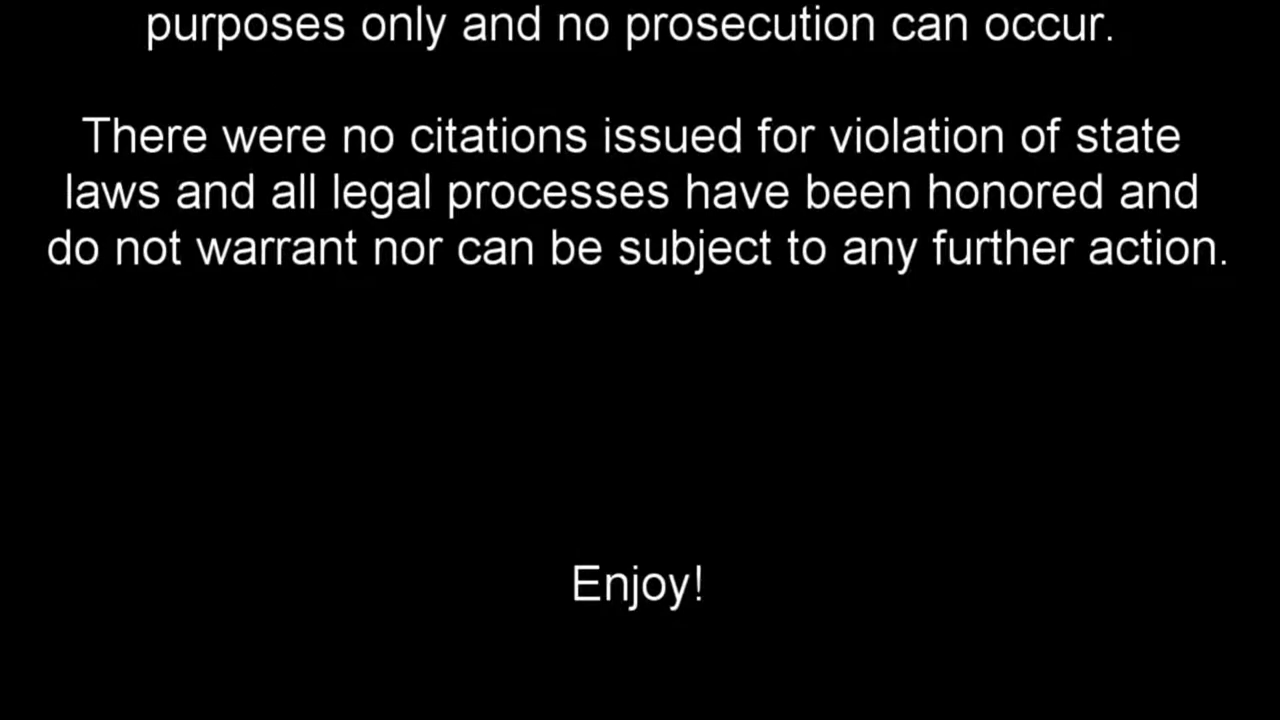 purposes only and no prosecution can occur.
There were no citations issued for violation of state
laws and all legal processes have been honored and
do not warrant nor can be subject to any further action.
Enjoy!